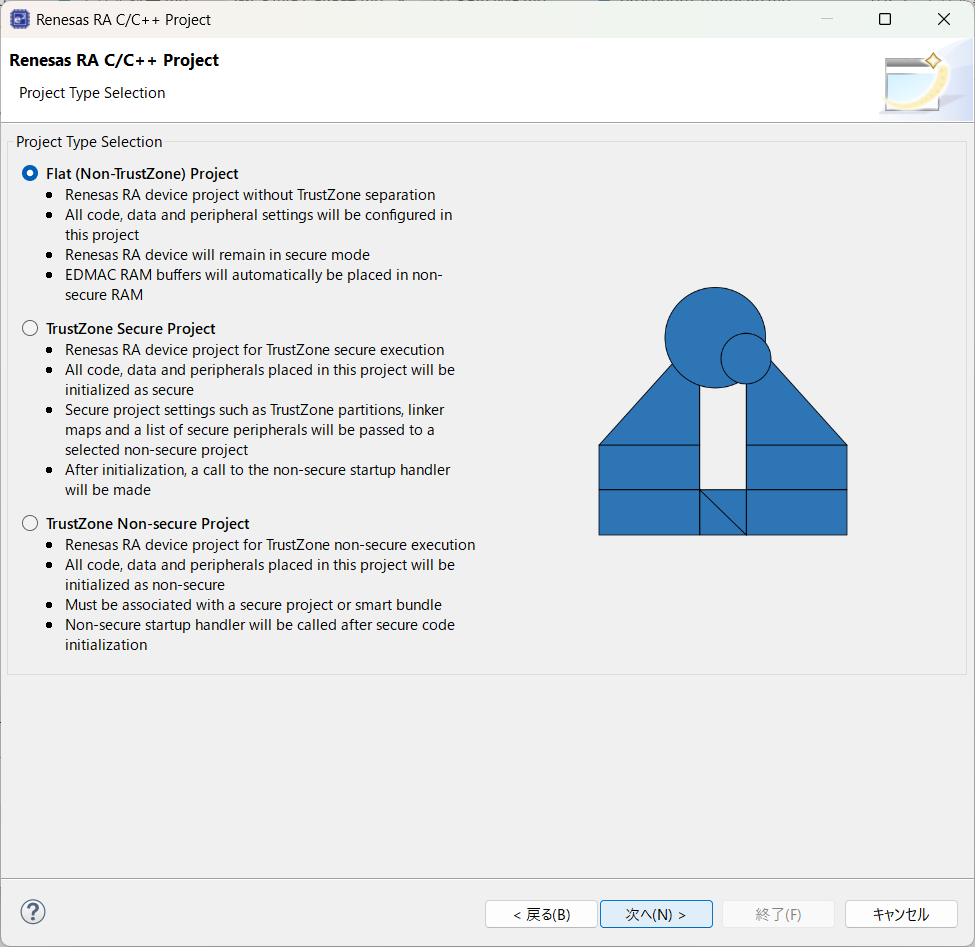 Renesas RA C/C++ Project
Renesas RA C/C++ Project
Project Type Selection
Project Type Selection
Flat (Non-TrustZone) Project
Renesas RA device project without TrustZone separation
All code, data and peripheral settings will be configured in
this project
Renesas RA device will remain in secure mode
EDMAC RAM buffers will automatically be placed in non-
secure RAM
TrustZone Secure Project
Renesas RA device project for TrustZone secure execution
All code, data and peripherals placed in this project will be
initialized as secure
Secure project settings such as TrustZone partitions, linker
maps and a list of secure peripherals will be passed to a
selected non-secure project
After initialization, a call to the non-secure startup handler
will be made
TrustZone Non-secure Project
Renesas RA device project for TrustZone non-secure execution
All code, data and peripherals placed in this project will be
initialized as non-secure
Must be associated with a secure project or smart bundle
Non-secure startup handler will be called after secure code
initialization
?
< 戻る(B)
次へ(N) >
終了(F)
キャンセル